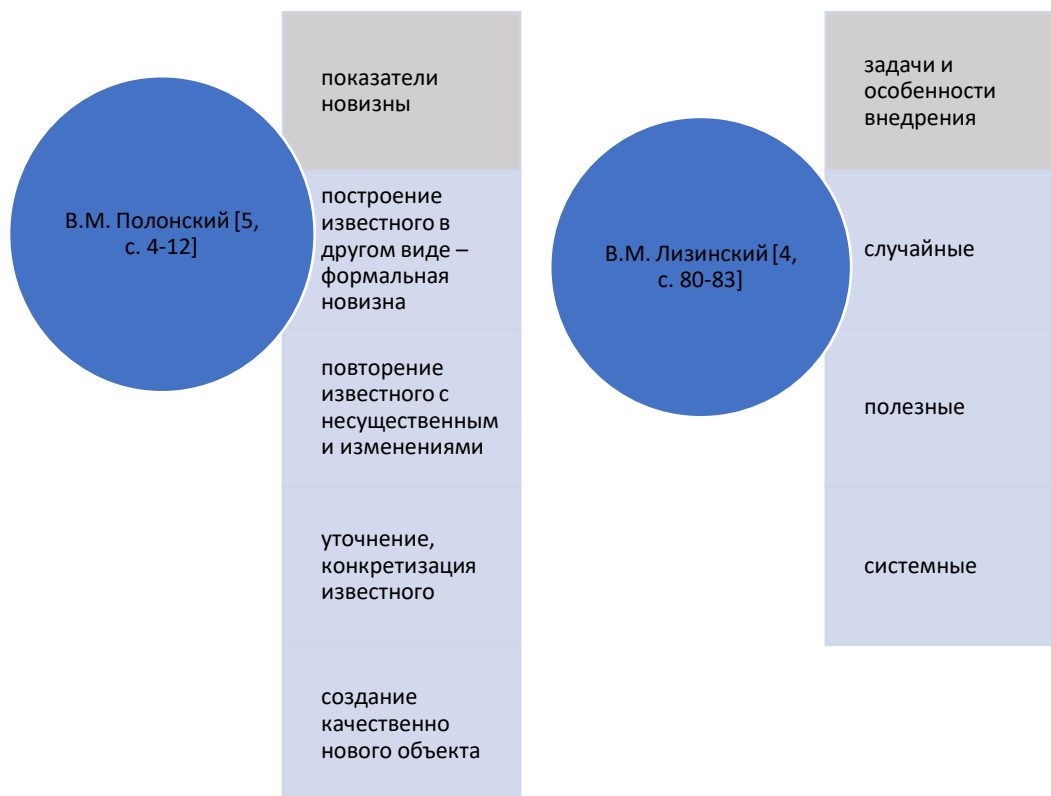 В.М. Полонский [5,
с. 4-12]
показатели
новизны
построение
известного в
другом виде –
формальная
новизна
повторение
известного с
несущественным
и изменениями
уточнение,
конкретизация
известного
создание
качественно
нового объекта
В.М. Лизинский [4,
с. 80-83]
задачи и
особенности
внедрения
случайные
полезные
системные